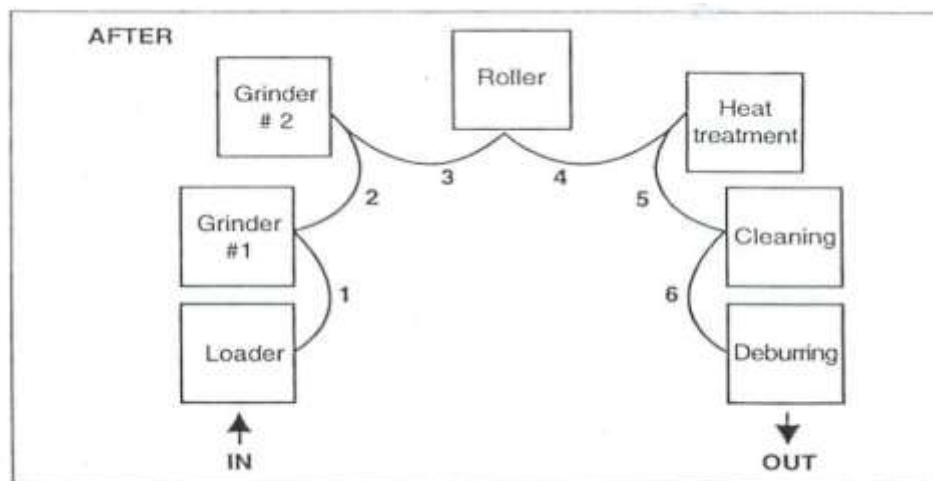 AFTER
Grinder
# 2
Roller
Heat
treatment
2
3
4
5
Grinder
#1
Cleaning
1
6
Loader
Deburring
IN
OUT